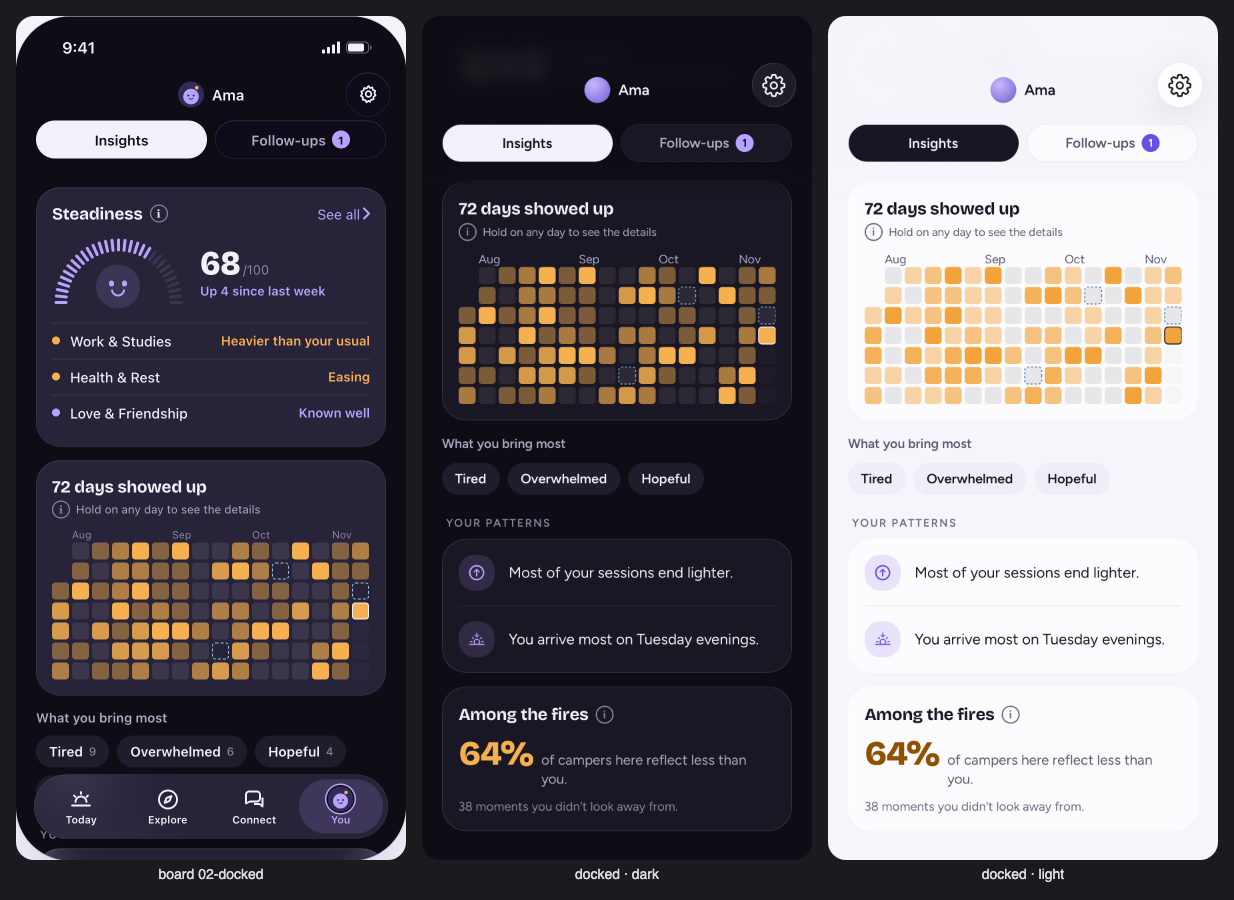 9:41
Ama
Insights
Follow-ups 1
Steadiness
See all
68/100
Up 4 since last week
Work & Studies
Heavier than your usual
Health & Rest
Easing
Love & Friendship
Known well
72 days showed up
Hold on any day to see the details
Aug Sep Oct Nov
What you bring most
Tired 9
Overwhelmed 6
Hopeful 4
Today
Explore
Connect
You
YO
board 02-docked
Ama
Insights
Follow-ups 1
72 days showed up
Hold on any day to see the details
Aug Sep Oct Nov
What you bring most
Tired
Overwhelmed
Hopeful
YOUR PATTERNS
Most of your sessions end lighter.
You arrive most on Tuesday evenings.
Among the fires
64% of campers here reflect less than
you.
38 moments you didn't look away from.
docked · dark
Ama
Insights
Follow-ups 1
72 days showed up
Hold on any day to see the details
Aug Sep Oct Nov
What you bring most
Tired
Overwhelmed
Hopeful
YOUR PATTERNS
Most of your sessions end lighter.
You arrive most on Tuesday evenings.
Among the fires
64% of campers here reflect less than
you.
38 moments you didn't look away from.
docked · light